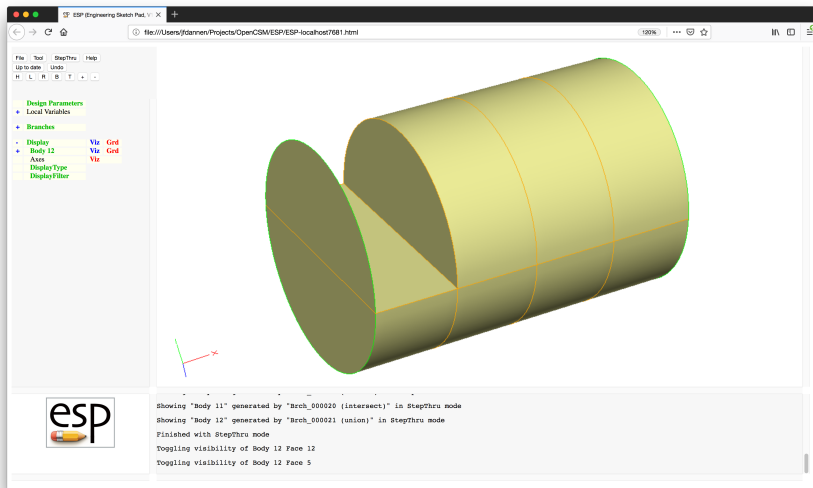 ESP (Engineering Sketch Pad, V
file:///Users/jfdannen/Projects/OpenCSM/ESP/ESP-localhost7681.html
120%
File Tool StepThru Help
Up to date Undo
H L R B T + -
Design Parameters
+ Local Variables
+ Branches
- Display Viz Grd
+ Body 12 Viz Grd
Axes Viz
DisplayType
DisplayFilter
X
esp
Showing "Body 11" generated by "Brch_000020 (intersect)" in StepThru mode
Showing "Body 12" generated by "Brch_000021 (union)" in StepThru mode
Finished with StepThru mode
Toggling visibility of Body 12 Face 12
Toggling visibility of Body 12 Face 5